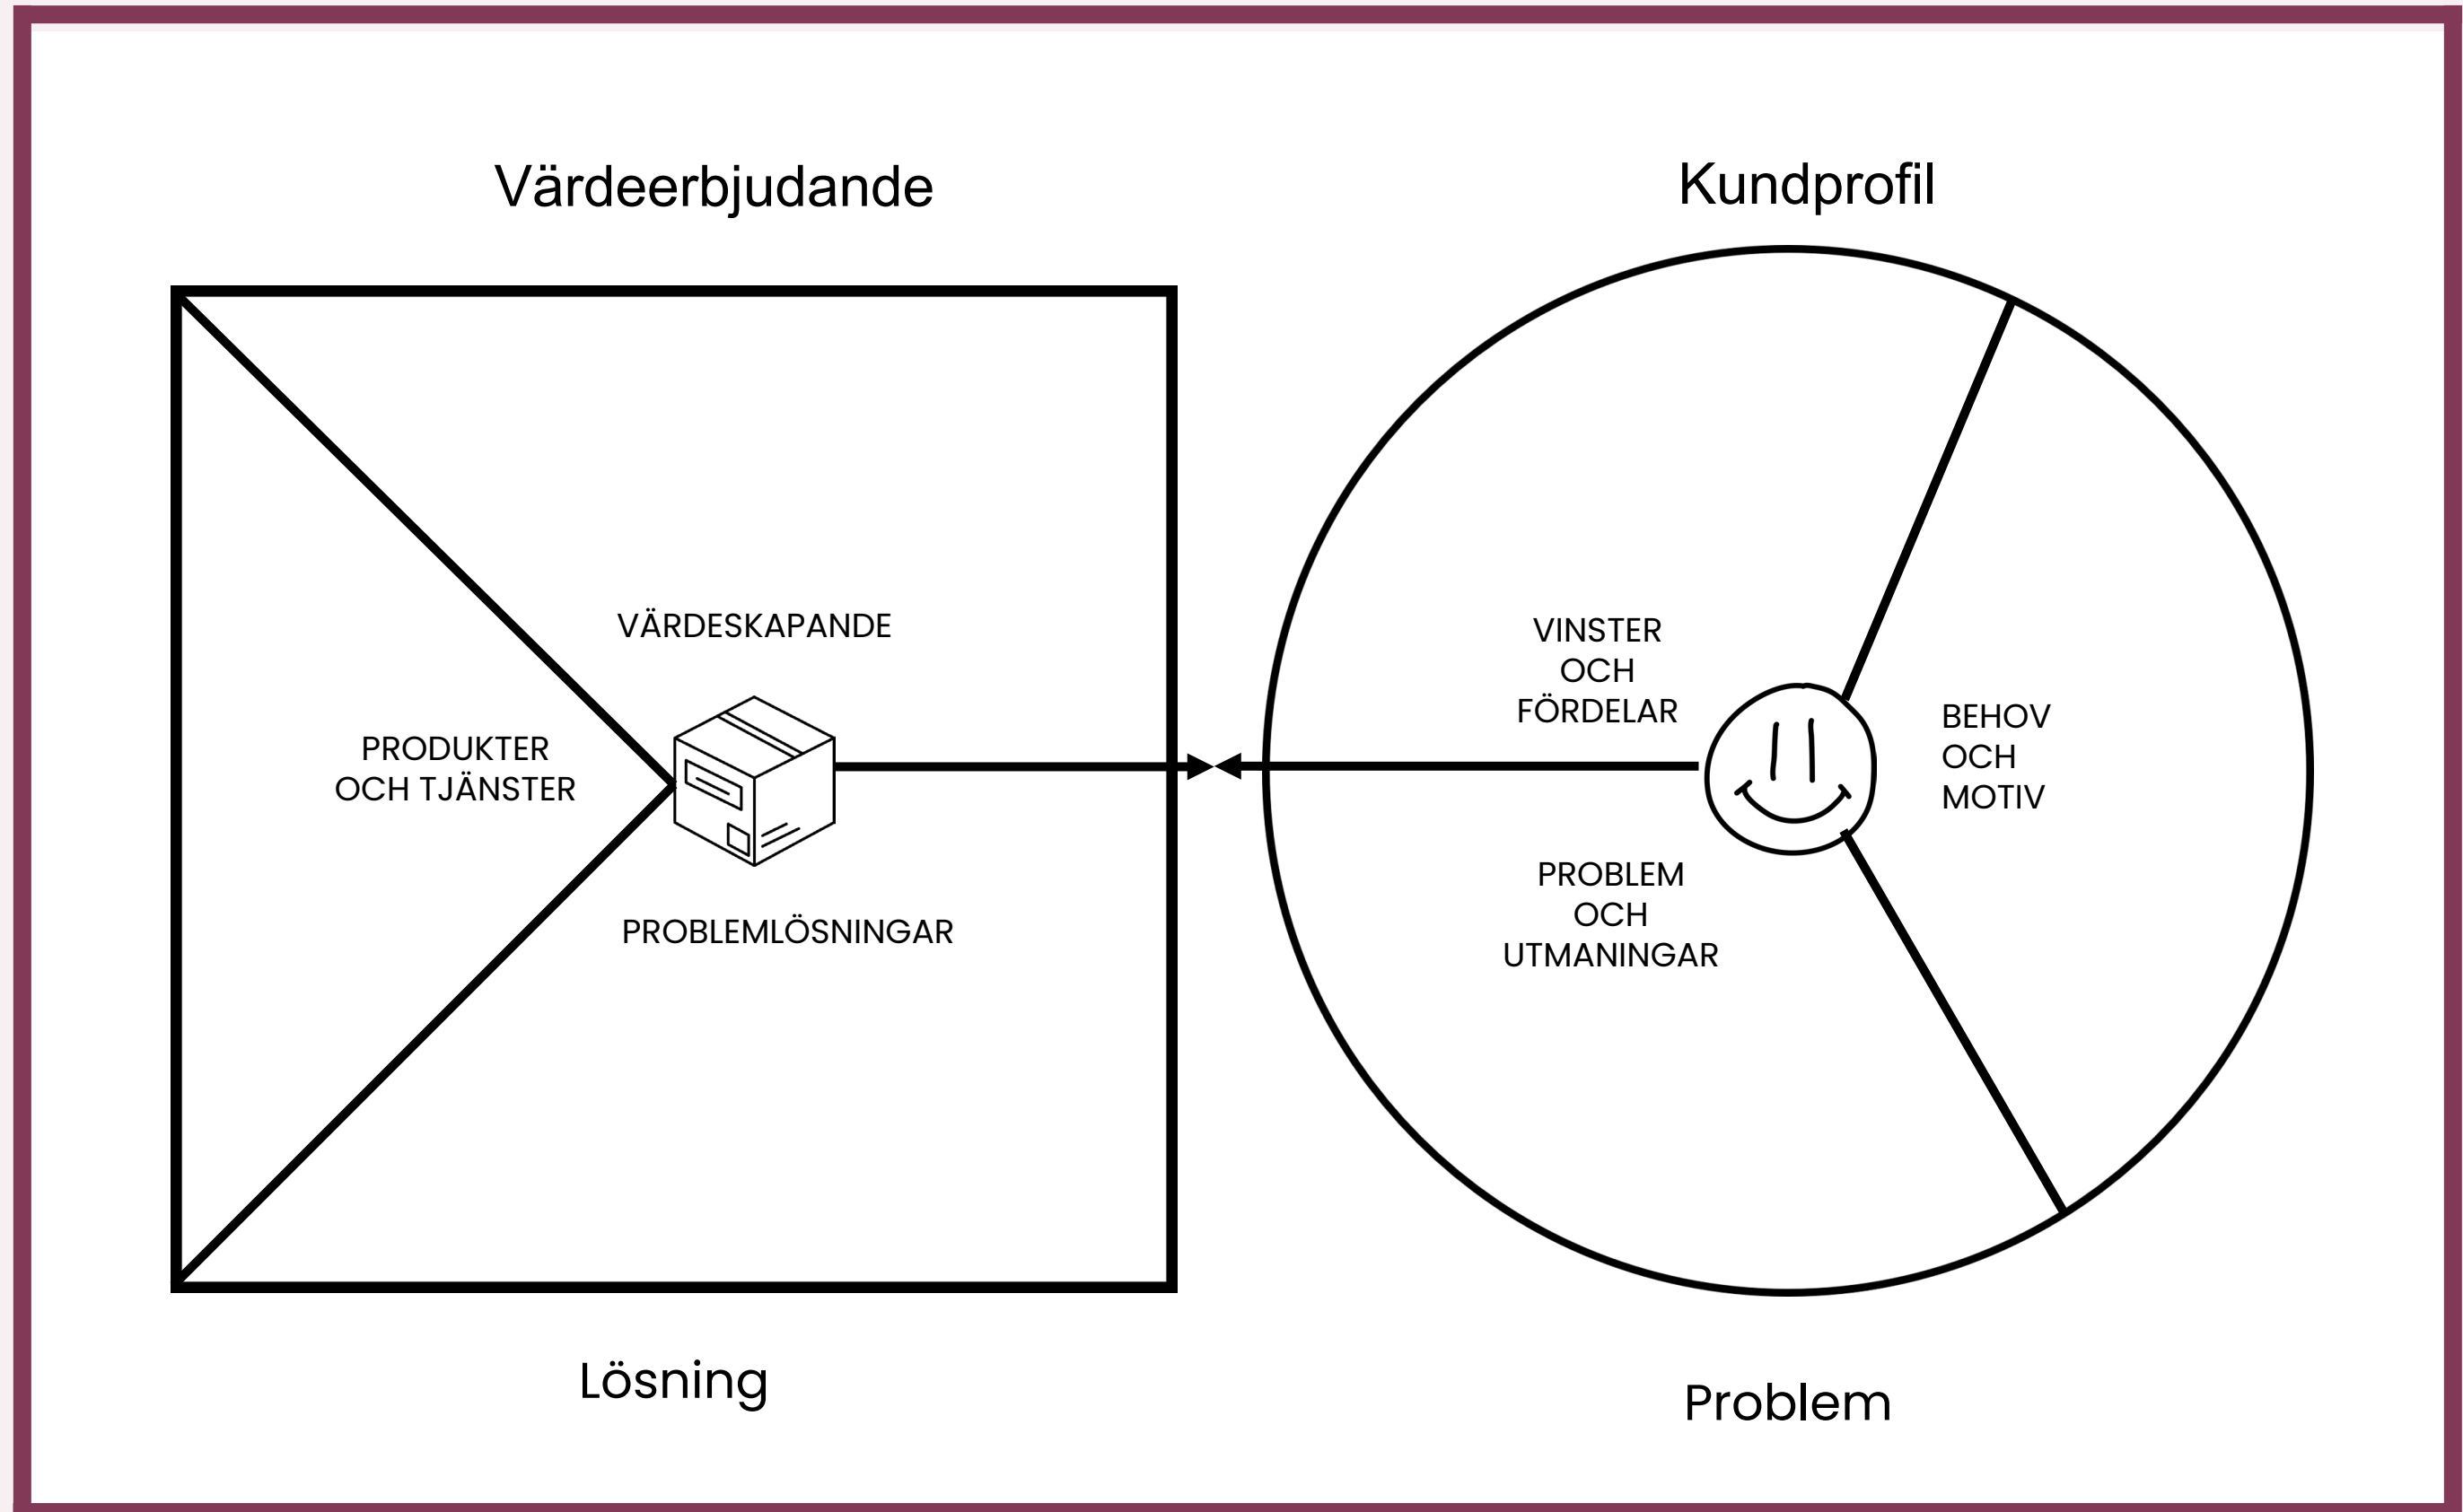 Värdeerbjudande
Kundprofil
VÄRDESKAPANDE
PRODUKTER
OCH TJÄNSTER
PROBLEMLÖSNINGAR
VINSTER
OCH
FÖRDELAR
BEHOV
OCH
MOTIV
PROBLEM
OCH
UTMANINGAR
Lösning
Problem